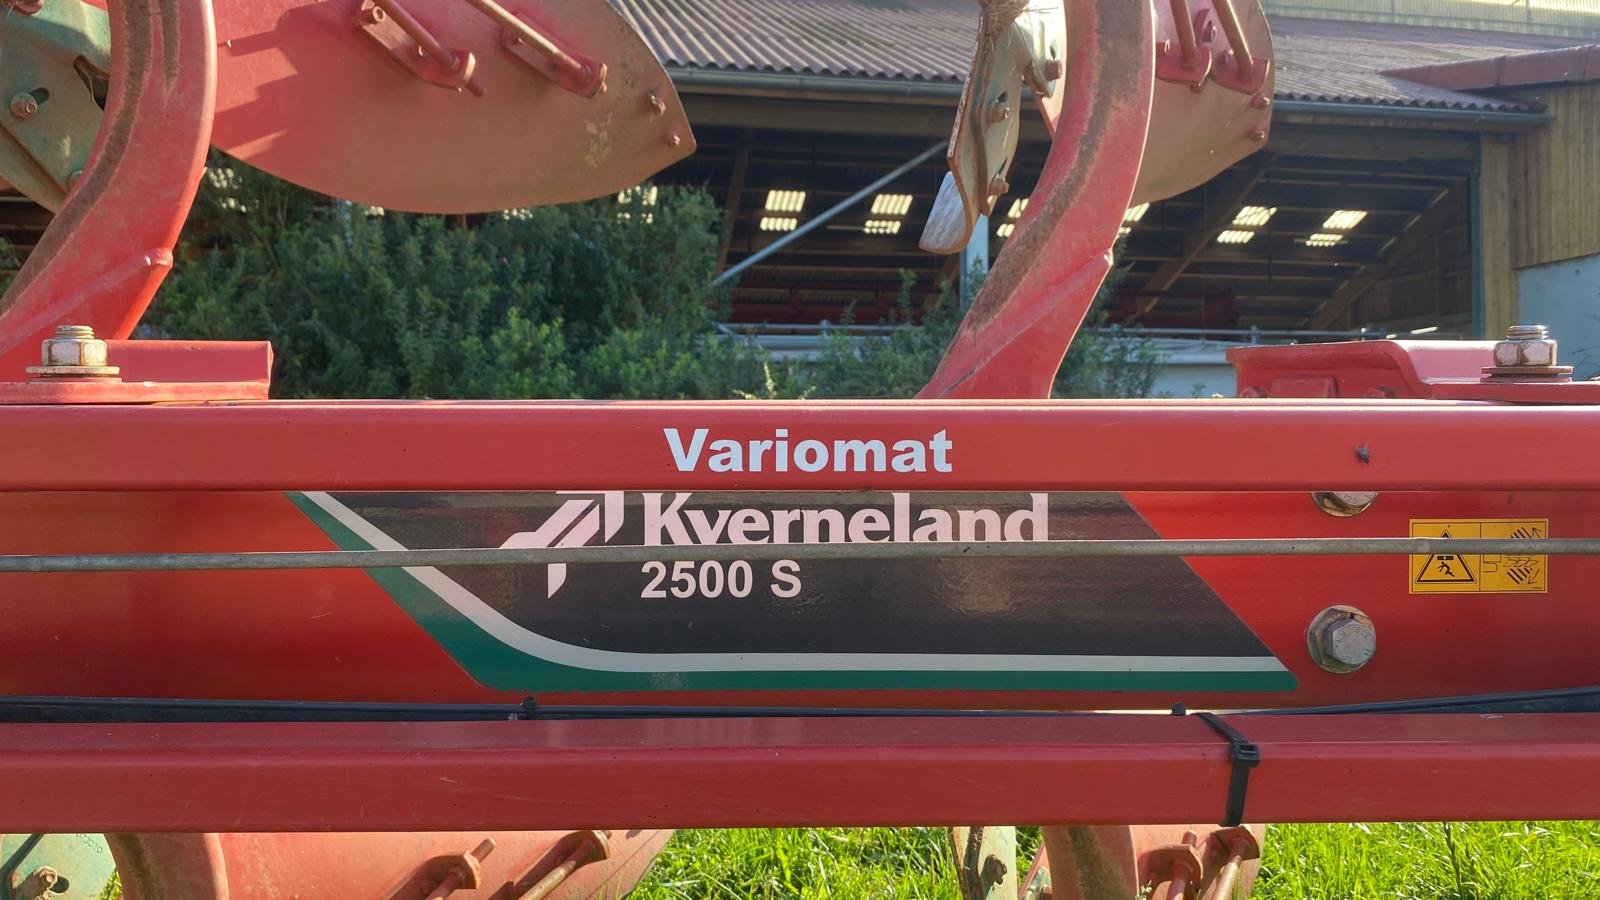 Variomat
Kverneland
2500 S